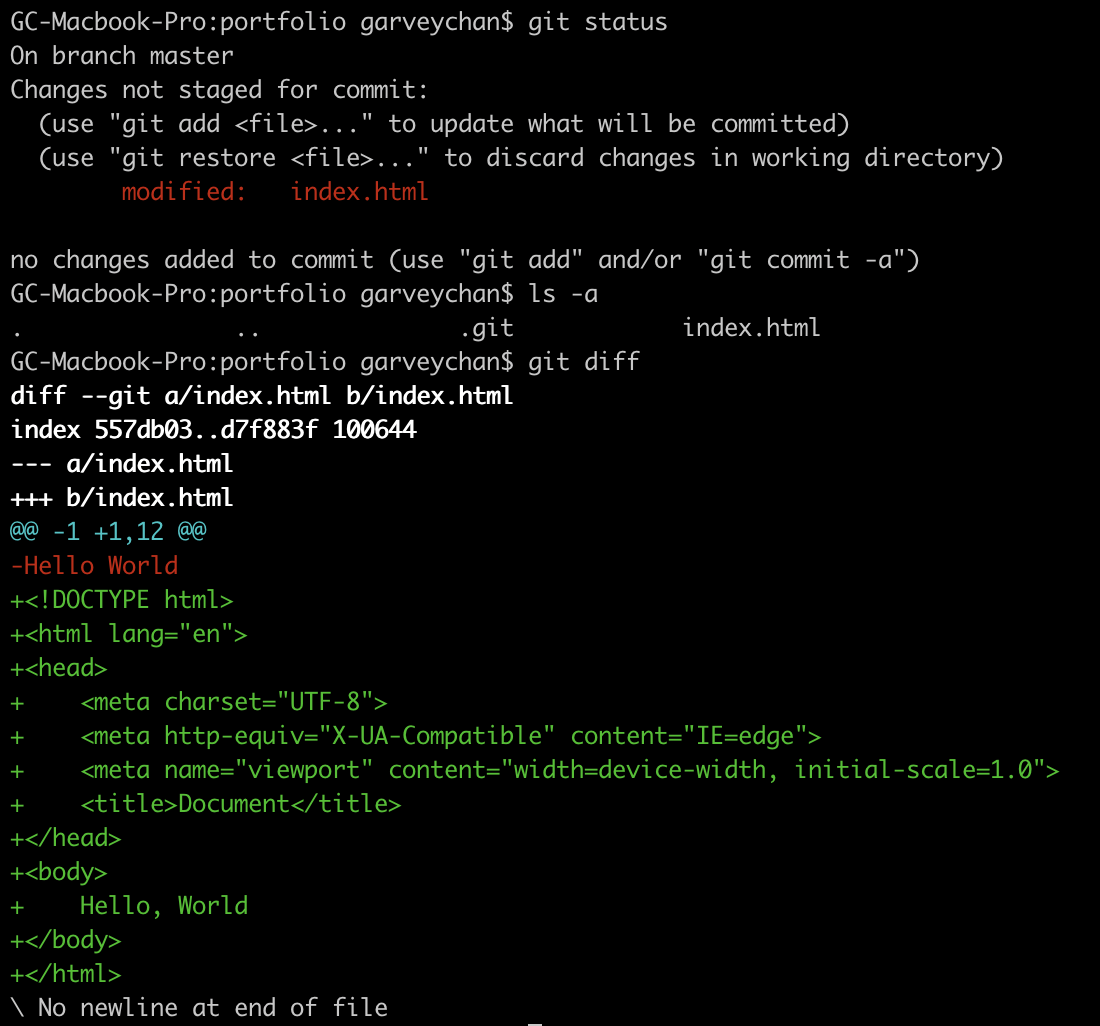 GC-Macbook-Pro:portfolio garveychan$ git status
On branch master
Changes not staged for commit:
  (use "git add <file>..." to update what will be committed)
  (use "git restore <file>..." to discard changes in working directory)
        modified:   index.html

no changes added to commit (use "git add" and/or "git commit -a")
GC-Macbook-Pro:portfolio garveychan$ ls -a
.               ..              .git            index.html
GC-Macbook-Pro:portfolio garveychan$ git diff
diff --git a/index.html b/index.html
index 557db03..d7f883f 100644
--- a/index.html
+++ b/index.html
@@ -1 +1,12 @@
-Hello World
+<!DOCTYPE html>
+<html lang="en">
+<head>
+    <meta charset="UTF-8">
+    <meta http-equiv="X-UA-Compatible" content="IE=edge">
+    <meta name="viewport" content="width=device-width, initial-scale=1.0">
+    <title>Document</title>
+</head>
+<body>
+    Hello, World
+</body>
+</html>
\ No newline at end of file